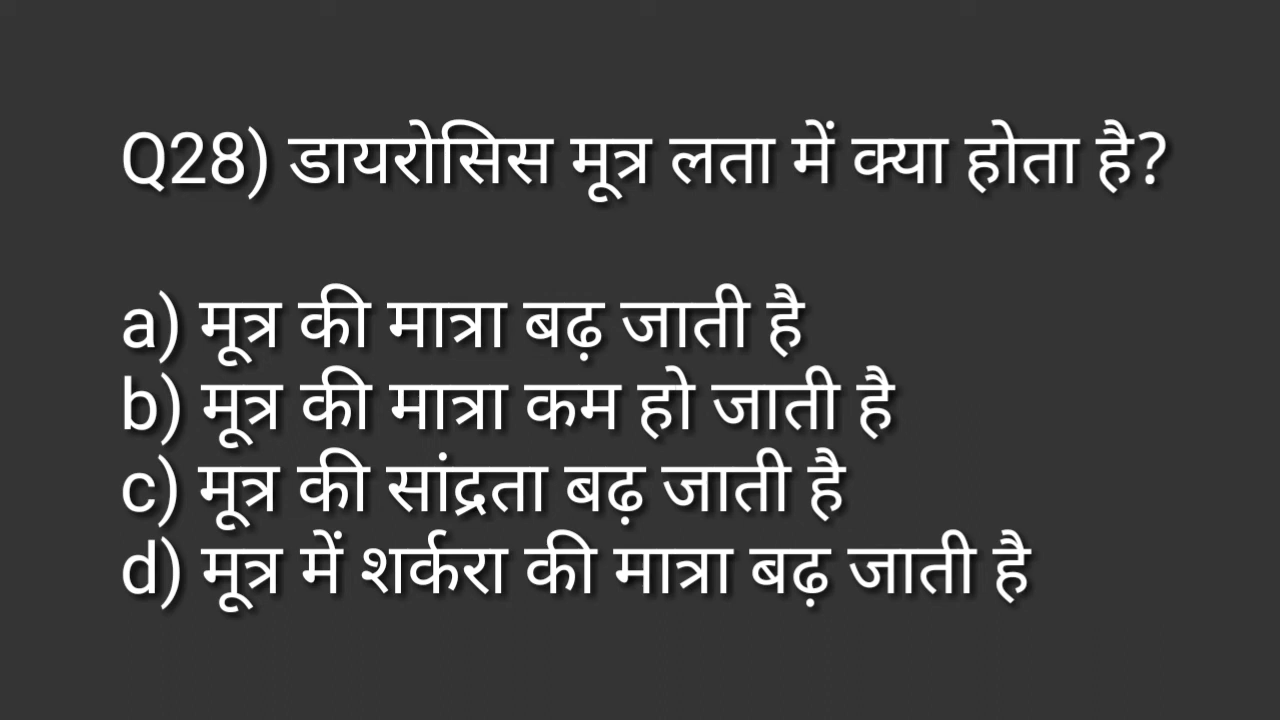 Q28) डायरोसिस मूत्र लता में क्या होता है?
a) मूत्र की मात्रा बढ़ जाती है
b) मूत्र की मात्रा कम हो जाती है
c) मूत्र की सांद्रता बढ़ जाती है
d) मूत्र में शर्करा की मात्रा बढ़ जाती है